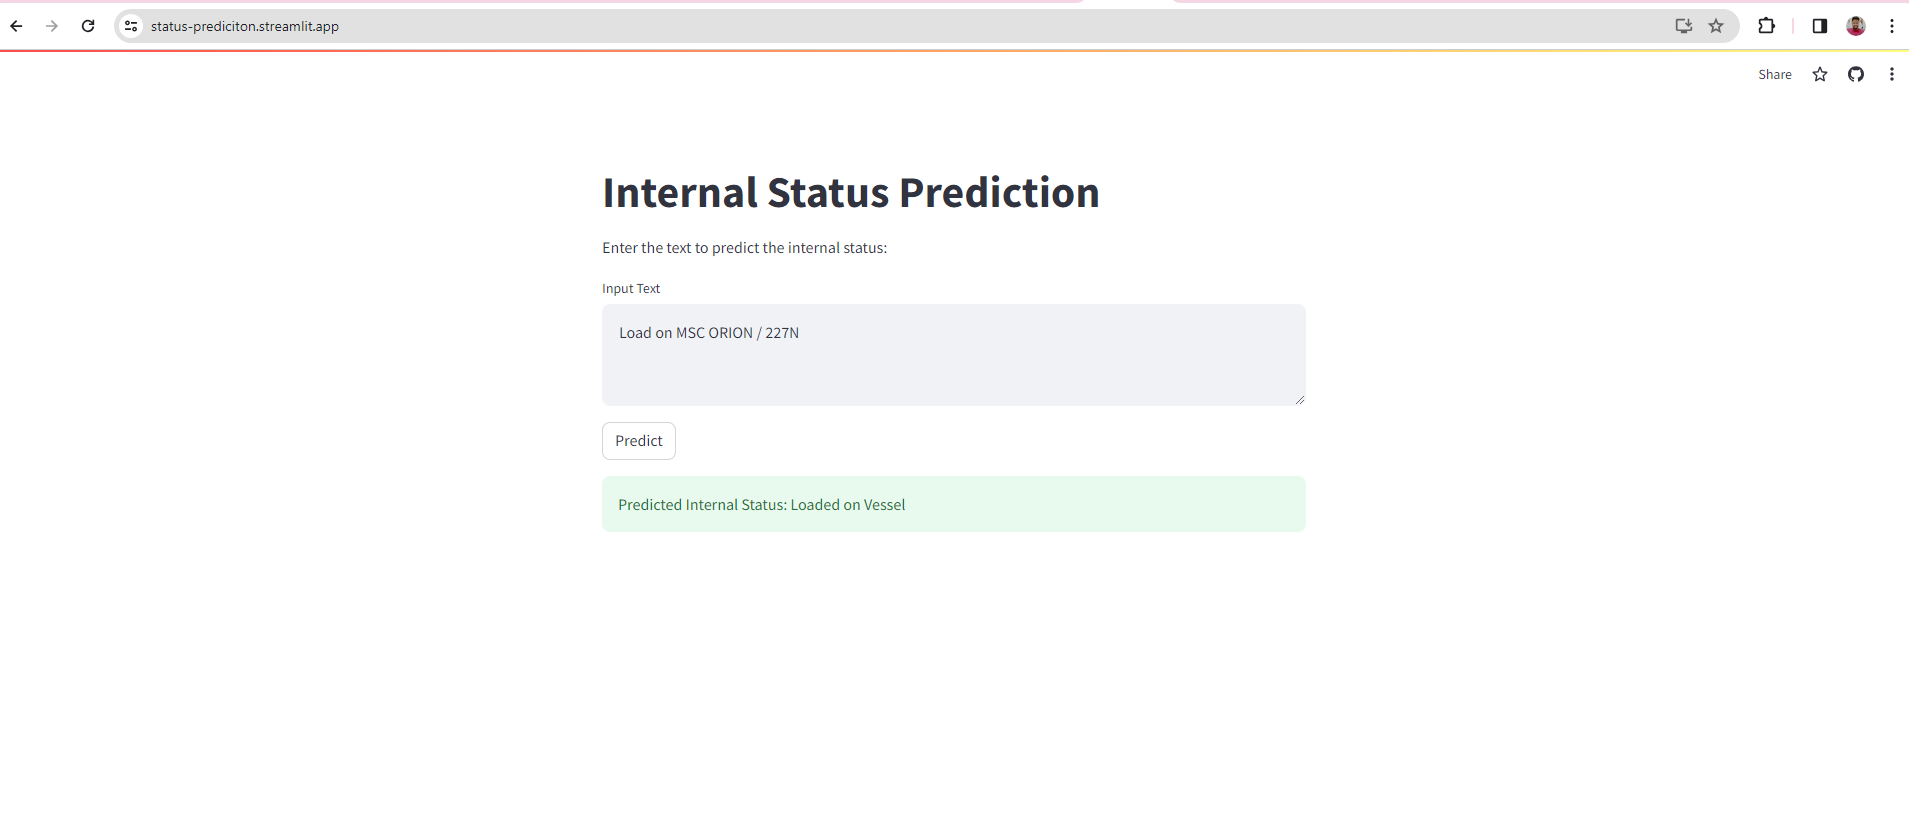 status-prediciton.streamlit.app
Share
Internal Status Prediction
Enter the text to predict the internal status:
Input Text
Load on MSC ORION / 227N
Predict
Predicted Internal Status: Loaded on Vessel